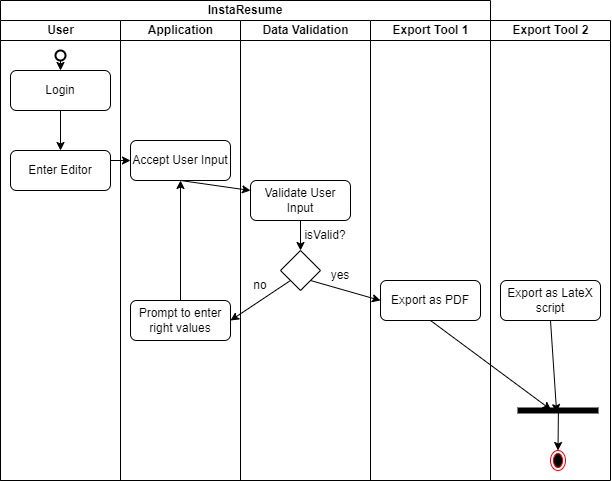 InstaResume
User
Application
Data Validation
Export Tool 1
Export Tool 2
Login
Enter Editor
Accept User Input
Validate User
Input
isValid?
no
yes
Prompt to enter
right values
Export as PDF
Export as LateX
script